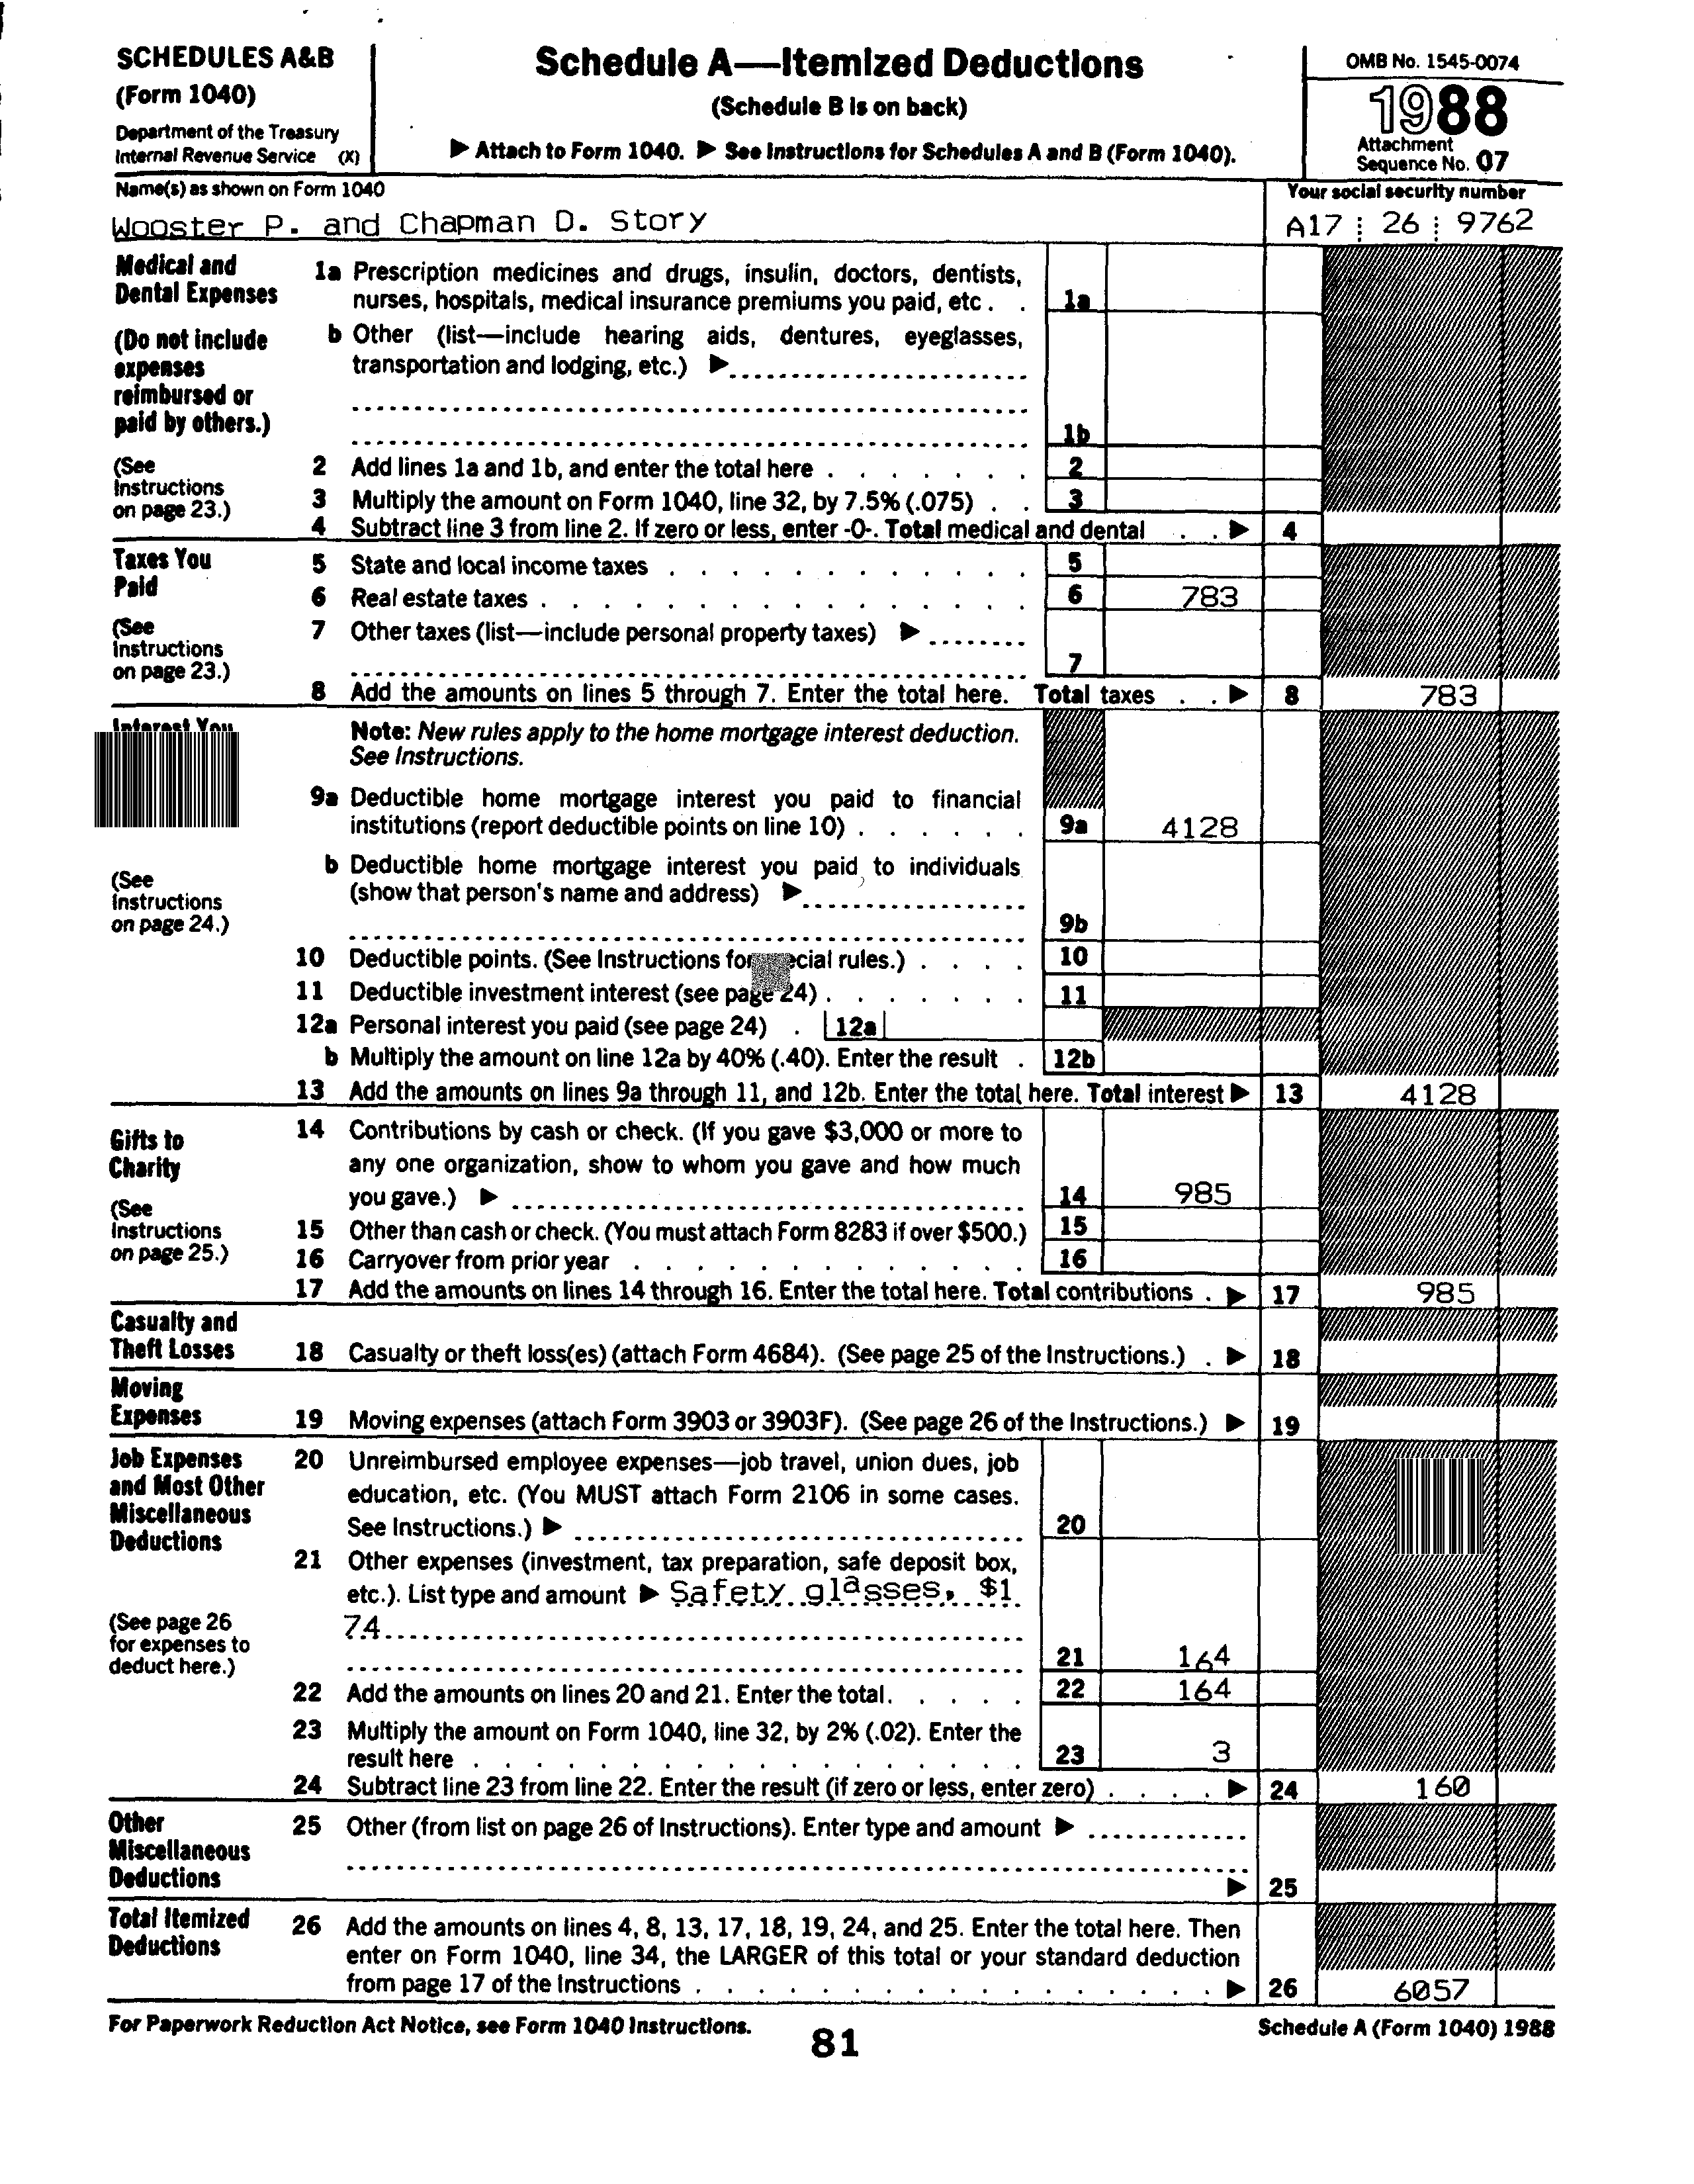 SCHEDULES A&B
(Form 1040)
Department of the Treasury
Internal Revenue Service (X)
Schedule A—Itemized Deductions
(Schedule B is on back)
▶ Attach to Form 1040. ▶ See Instructions for Schedules A and B (Form 1040).
OMB No. 1545-0074
1988
Attachment
Sequence No. 07
Name(s) as shown on Form 1040
Wooster P. and Chapman D. Story
Your social security number
A17 26 9762
Medical and
Dental Expenses
(Do not include
expenses
reimbursed or
paid by others.)
(See
Instructions
on page 23.)
1a Prescription medicines and drugs, insulin, doctors, dentists,
nurses, hospitals, medical insurance premiums you paid, etc . . 1a
b Other (list—include hearing aids, dentures, eyeglasses,
transportation and lodging, etc.) ▶
1b
2 Add lines 1a and 1b, and enter the total here . . . . . . . 2
3 Multiply the amount on Form 1040, line 32, by 7.5% (.075) . . 3
4 Subtract line 3 from line 2. If zero or less, enter -0-. Total medical and dental . . ▶ 4
Taxes You
Paid
(See
Instructions
on page 23.)
5 State and local income taxes . . . . . . . . . . . . 5
6 Real estate taxes . . . . . . . . . . . . . . . . 6 783
7 Other taxes (list—include personal property taxes) ▶
7
8 Add the amounts on lines 5 through 7. Enter the total here. Total taxes . . ▶ 8 783
Interest You
(See
Instructions
on page 24.)
Note: New rules apply to the home mortgage interest deduction.
See Instructions.
9a Deductible home mortgage interest you paid to financial
institutions (report deductible points on line 10) . . . . . . 9a 4128
b Deductible home mortgage interest you paid to individuals
(show that person's name and address) ▶
9b
10 Deductible points. (See Instructions for ecial rules.) . . . . 10
11 Deductible investment interest (see page 24) . . . . . . . 11
12a Personal interest you paid (see page 24) . 12a
b Multiply the amount on line 12a by 40% (.40). Enter the result . 12b
13 Add the amounts on lines 9a through 11, and 12b. Enter the total here. Total interest ▶ 13 4128
Gifts to
Charity
(See
Instructions
on page 25.)
14 Contributions by cash or check. (If you gave $3,000 or more to
any one organization, show to whom you gave and how much
you gave.) ▶ 14 985
15 Other than cash or check. (You must attach Form 8283 if over $500.) 15
16 Carryover from prior year . . . . . . . . . . . . . 16
17 Add the amounts on lines 14 through 16. Enter the total here. Total contributions . ▶ 17 985
Casualty and
Theft Losses
18 Casualty or theft loss(es) (attach Form 4684). (See page 25 of the Instructions.) . ▶ 18
Moving
Expenses
19 Moving expenses (attach Form 3903 or 3903F). (See page 26 of the Instructions.) ▶ 19
Job Expenses
and Most Other
Miscellaneous
Deductions
(See page 26
for expenses to
deduct here.)
20 Unreimbursed employee expenses—job travel, union dues, job
education, etc. (You MUST attach Form 2106 in some cases.
See Instructions.) ▶ 20
21 Other expenses (investment, tax preparation, safe deposit box,
etc.). List type and amount ▶ Safety glasses, $1
74
21 164
22 Add the amounts on lines 20 and 21. Enter the total. . . . . 22 164
23 Multiply the amount on Form 1040, line 32, by 2% (.02). Enter the
result here . . . . . . . . . . . . . . . . . . 23 3
24 Subtract line 23 from line 22. Enter the result (if zero or less, enter zero) . . . . ▶ 24 160
Other
Miscellaneous
Deductions
25 Other (from list on page 26 of Instructions). Enter type and amount ▶
▶ 25
Total Itemized
Deductions
26 Add the amounts on lines 4, 8, 13, 17, 18, 19, 24, and 25. Enter the total here. Then
enter on Form 1040, line 34, the LARGER of this total or your standard deduction
from page 17 of the Instructions . . . . . . . . . . . . . . . . . ▶ 26 6057
For Paperwork Reduction Act Notice, see Form 1040 Instructions.
81
Schedule A (Form 1040) 1988